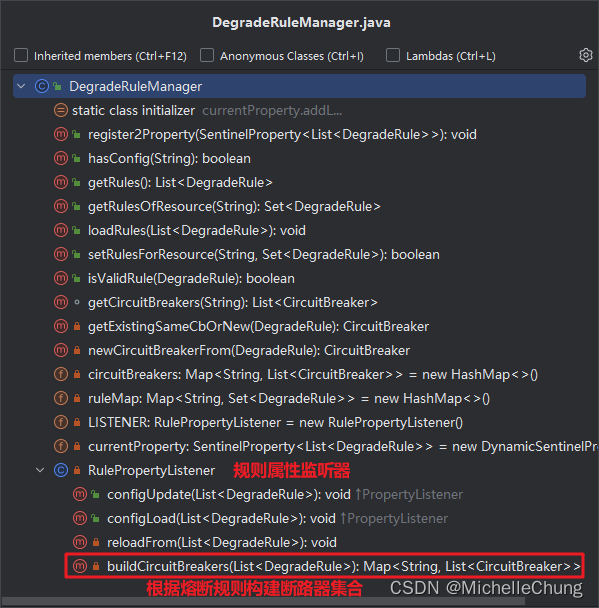 DegradeRuleManager.java
Inherited members (Ctrl+F12) Anonymous Classes (Ctrl+I) Lambdas (Ctrl+L)
DegradeRuleManager
static class initializer currentProperty.addL...
register2Property(SentinelProperty<List<DegradeRule>>): void
hasConfig(String): boolean
getRules(): List<DegradeRule>
getRulesOfResource(String): Set<DegradeRule>
loadRules(List<DegradeRule>): void
setRulesForResource(String, Set<DegradeRule>): boolean
isValidRule(DegradeRule): boolean
getCircuitBreakers(String): List<CircuitBreaker>
getExistingSameCbOrNew(DegradeRule): CircuitBreaker
newCircuitBreakerFrom(DegradeRule): CircuitBreaker
circuitBreakers: Map<String, List<CircuitBreaker>> = new HashMap<>()
ruleMap: Map<String, Set<DegradeRule>> = new HashMap<>()
LISTENER: RulePropertyListener = new RulePropertyListener()
currentProperty: SentinelProperty<List<DegradeRule>> = new DynamicSentinelPro
RulePropertyListener 规则属性监听器
configUpdate(List<DegradeRule>): void ↑PropertyListener
configLoad(List<DegradeRule>): void ↑PropertyListener
reloadFrom(List<DegradeRule>): void
buildCircuitBreakers(List<DegradeRule>): Map<String, List<CircuitBreaker>>
根据熔断规则构建断路器集合 CSDN @MichelleChung